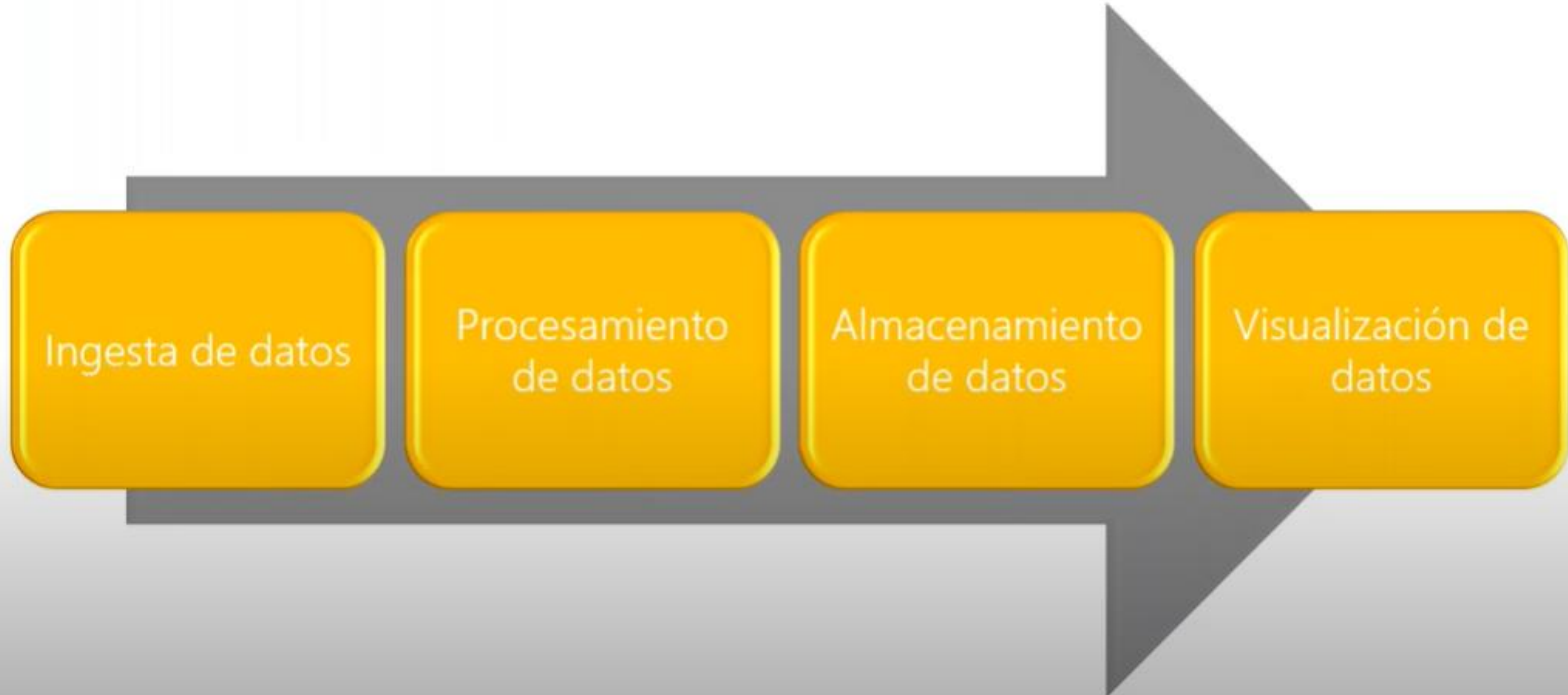 Ingesta de datos
Procesamiento
de datos
Almacenamiento
de datos
Visualización de
datos